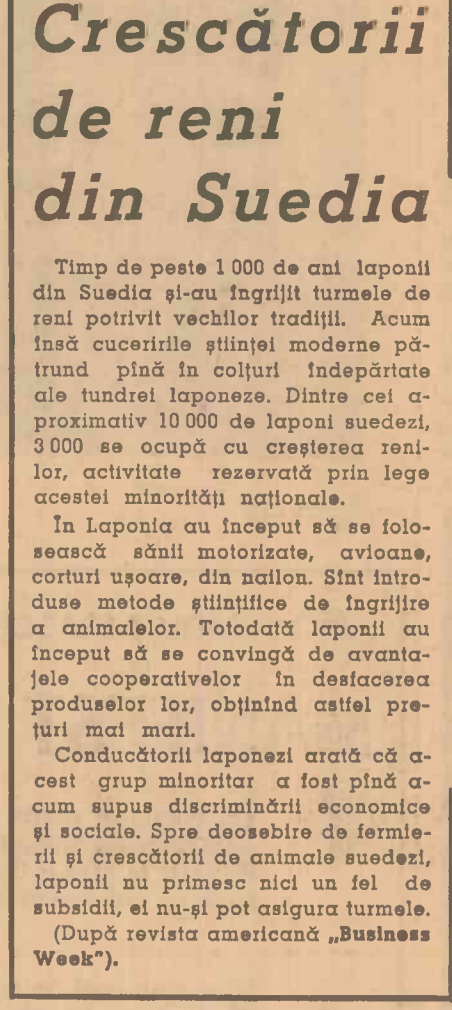 Crescătorii
de reni
din Suedia
Timp de peste 1 000 de ani laponii
din Suedia și-au îngrijit turmele de
reni potrivit vechilor tradiții. Acum
însă cuceririle științei moderne pă-
trund pînă în colțuri îndepărtate
ale tundrei laponeze. Dintre cei a-
proximativ 10 000 de laponi suedezi,
3 000 se ocupă cu creșterea reni-
lor, activitate rezervată prin lege
acestei minorități naționale.
În Laponia au început să se folo-
sească sănii motorizate, avioane,
corturi ușoare, din nailon. Sînt intro-
duse metode științifice de îngrijire
a animalelor. Totodată laponii au
început să se convingă de avanta-
jele cooperativelor în desfacerea
produselor lor, obținînd astfel pre-
țuri mai mari.
Conducătorii laponezi arată că a-
cest grup minoritar a fost pînă a-
cum supus discriminării economice
și sociale. Spre deosebire de fermie-
rii și crescătorii de animale suedezi,
laponii nu primesc nici un fel de
subsidii, ei nu-și pot asigura turmele.
(După revista americană „Business
Week").